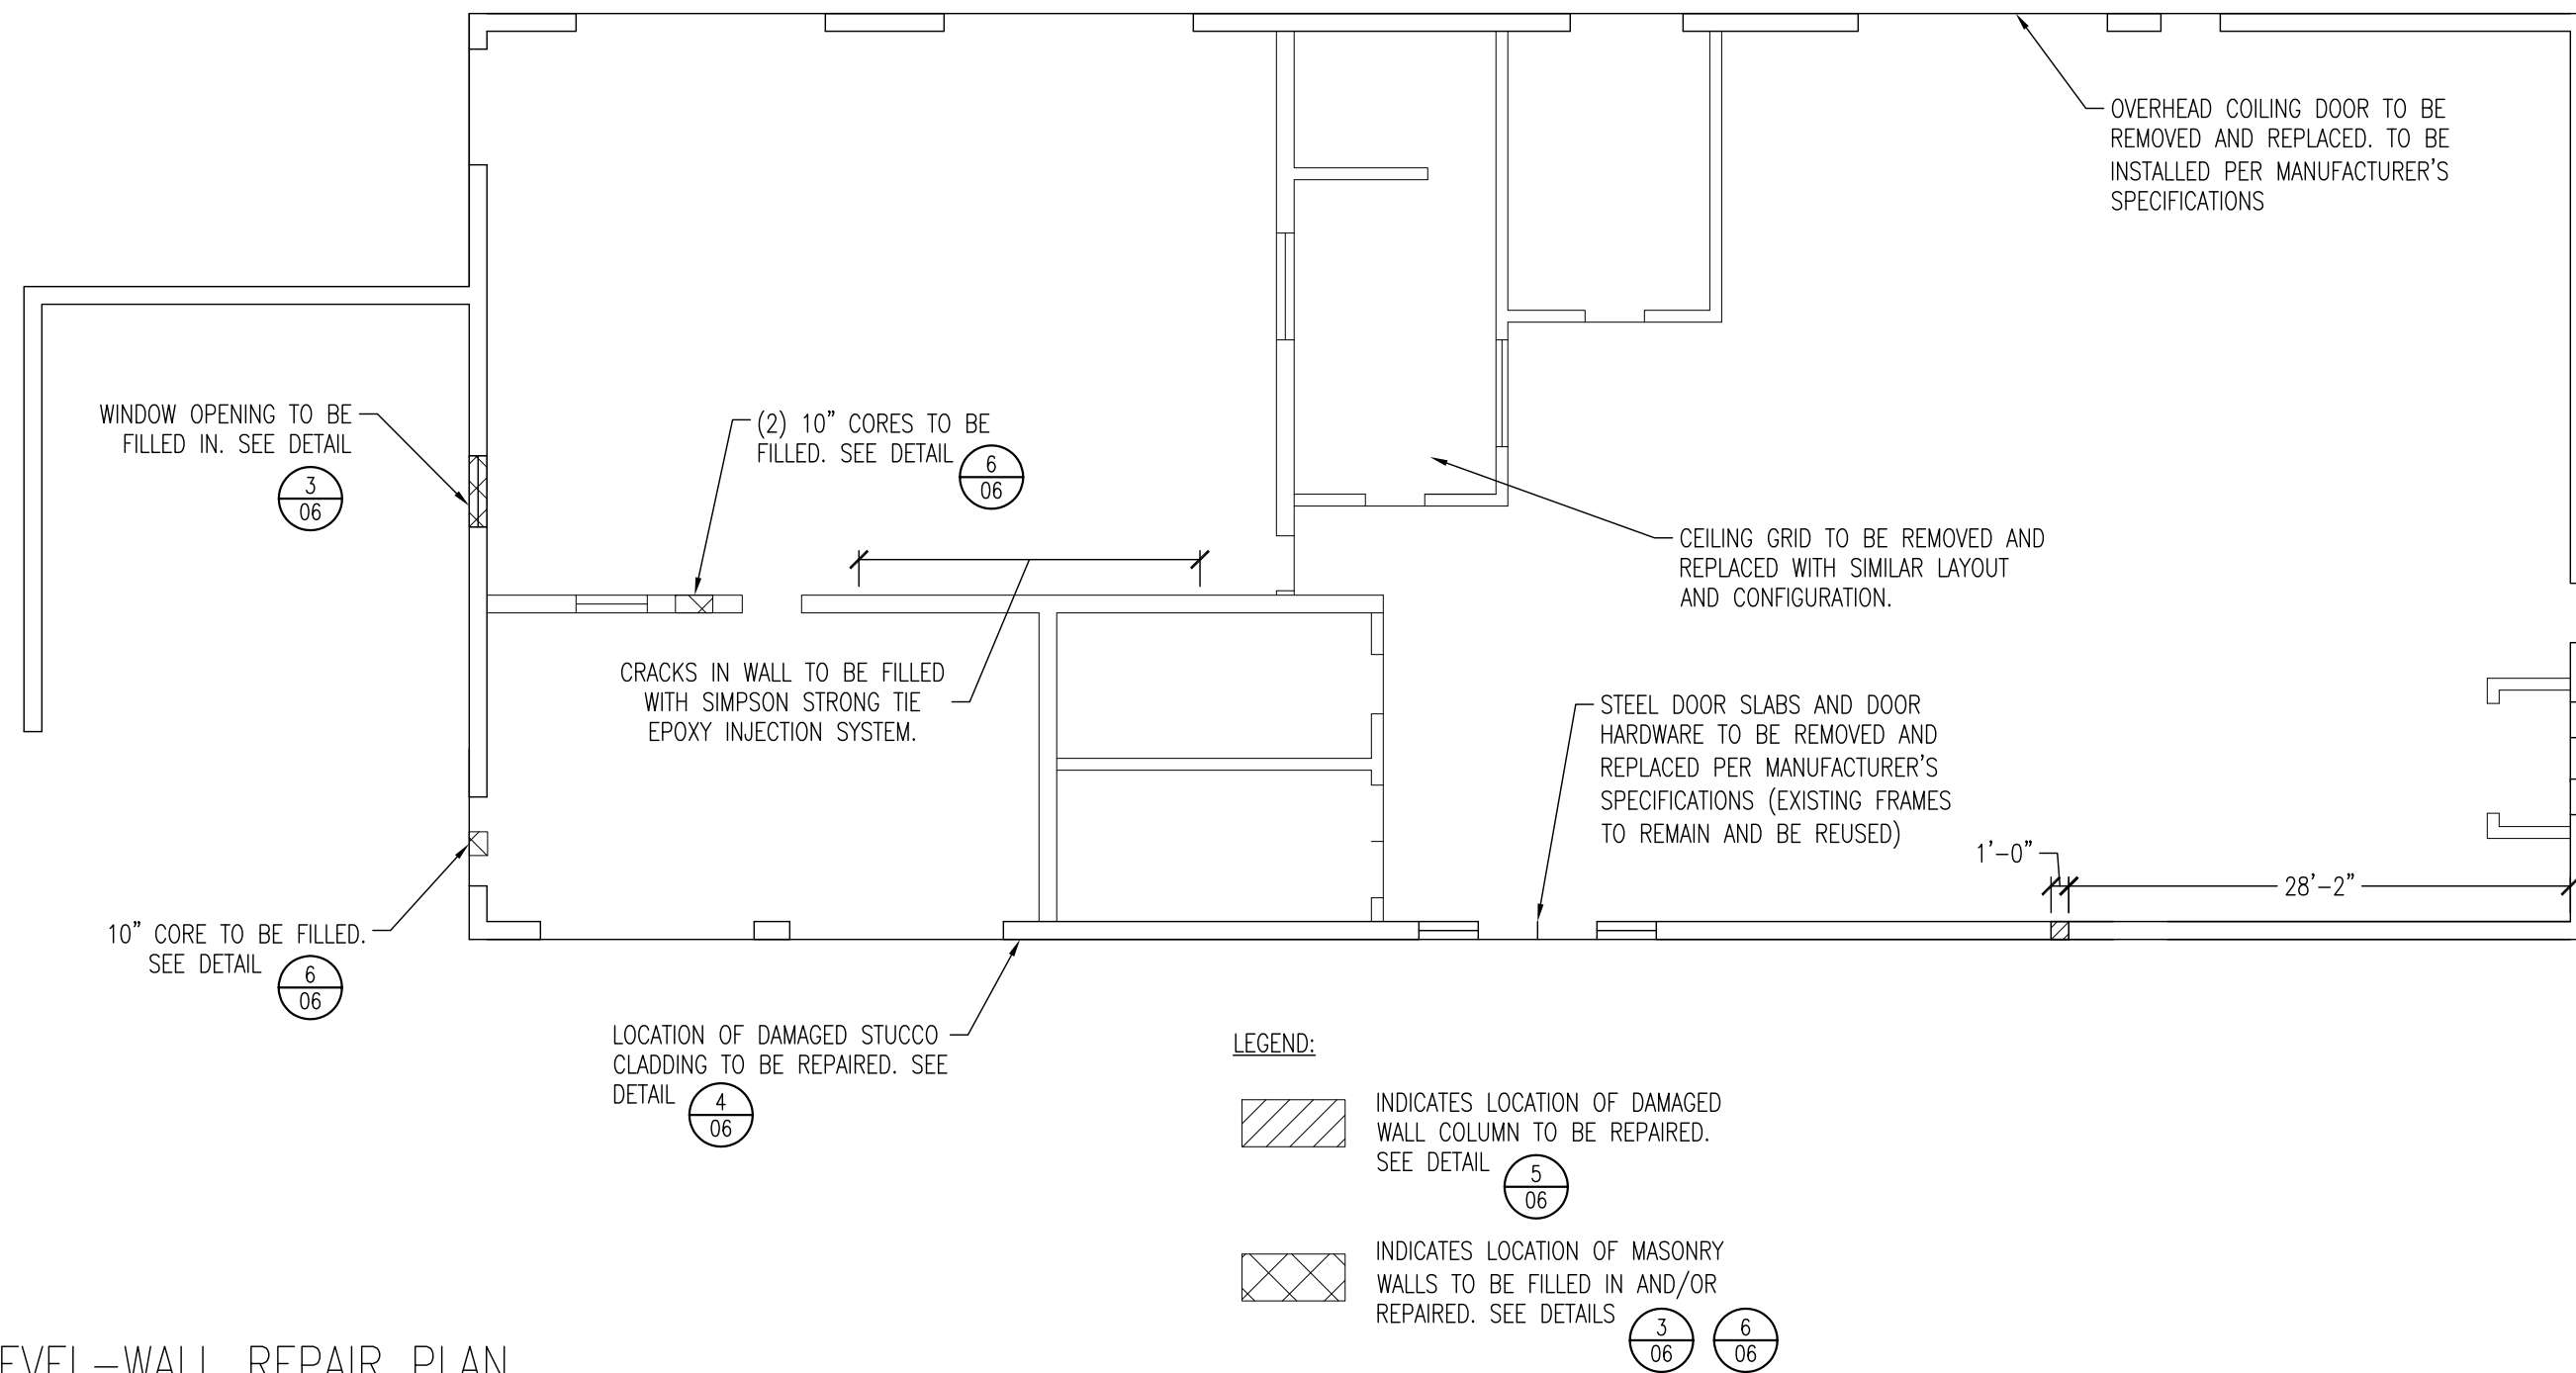 OVERHEAD COILING DOOR TO BE
REMOVED AND REPLACED. TO BE
INSTALLED PER MANUFACTURER'S
SPECIFICATIONS
WINDOW OPENING TO BE
FILLED IN. SEE DETAIL
3
06
(2) 10" CORES TO BE
FILLED. SEE DETAIL
6
06
CEILING GRID TO BE REMOVED AND
REPLACED WITH SIMILAR LAYOUT
AND CONFIGURATION.
CRACKS IN WALL TO BE FILLED
WITH SIMPSON STRONG TIE
EPOXY INJECTION SYSTEM.
STEEL DOOR SLABS AND DOOR
HARDWARE TO BE REMOVED AND
REPLACED PER MANUFACTURER'S
SPECIFICATIONS (EXISTING FRAMES
TO REMAIN AND BE REUSED)
1'-0"
28'-2"
10" CORE TO BE FILLED.
SEE DETAIL
6
06
LOCATION OF DAMAGED STUCCO
CLADDING TO BE REPAIRED. SEE
DETAIL
4
06
LEGEND:
INDICATES LOCATION OF DAMAGED
WALL COLUMN TO BE REPAIRED.
SEE DETAIL
5
06
INDICATES LOCATION OF MASONRY
WALLS TO BE FILLED IN AND/OR
REPAIRED. SEE DETAILS
3
06
6
06
EVEL-WALL REPAIR PLAN